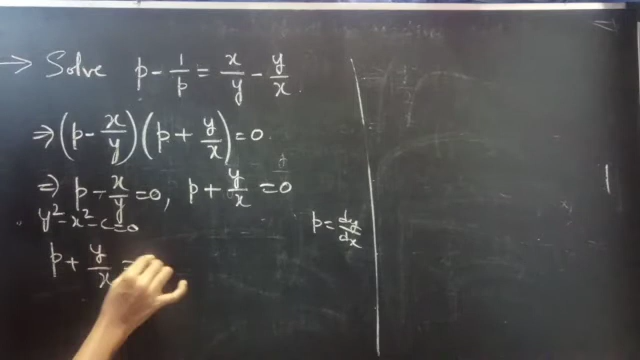 → Solve p - 1/p = x/y - y/x.
⇒ (p - x/y)(p + y/x) = 0.
⇒ p - x/y = 0, p + y/x = 0
y² - x² - c = 0
p = dy/dx
p + y/x =